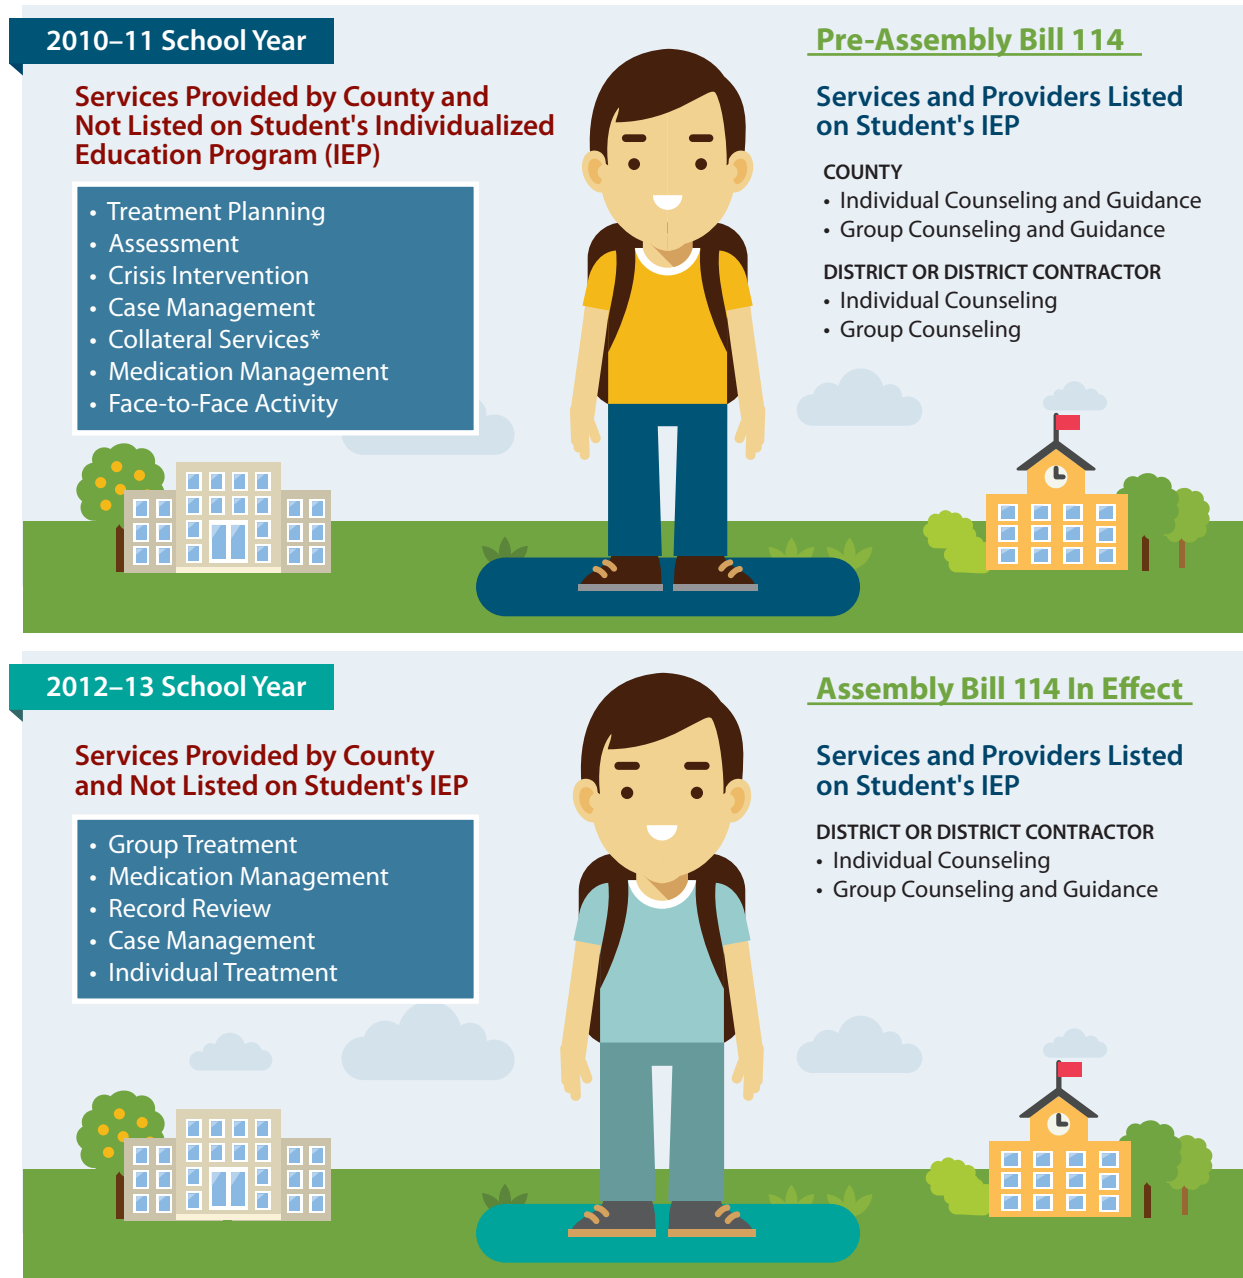 2010–11 School Year
Pre-Assembly Bill 114
Services Provided by County and
Not Listed on Student's Individualized
Education Program (IEP)
• Treatment Planning
• Assessment
• Crisis Intervention
• Case Management
• Collateral Services*
• Medication Management
• Face-to-Face Activity
Services and Providers Listed
on Student's IEP
COUNTY
• Individual Counseling and Guidance
• Group Counseling and Guidance
DISTRICT OR DISTRICT CONTRACTOR
• Individual Counseling
• Group Counseling
2012–13 School Year
Assembly Bill 114 In Effect
Services Provided by County
and Not Listed on Student's IEP
• Group Treatment
• Medication Management
• Record Review
• Case Management
• Individual Treatment
Services and Providers Listed
on Student's IEP
DISTRICT OR DISTRICT CONTRACTOR
• Individual Counseling
• Group Counseling and Guidance